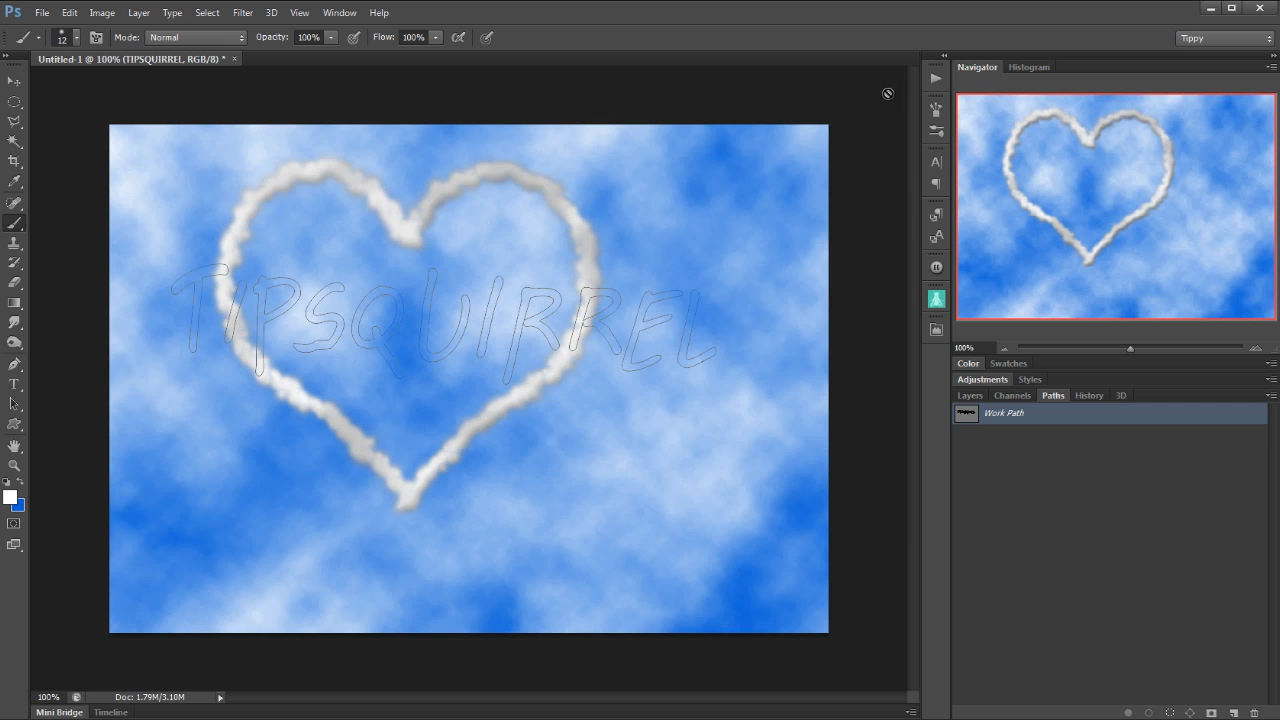 Ps File Edit Image Layer Type Select Filter 3D View Window Help
12 Mode: Normal Opacity: 100% Flow: 100% Tippy
Untitled-1 @ 100% (TIPSQUIRREL, RGB/8) * ×
Navigator Histogram
TIPSQUIRREL
100%
Color Swatches
Adjustments Styles
Layers Channels Paths History 3D
Work Path
100% Doc: 1.79M/3.10M
Mini Bridge Timeline